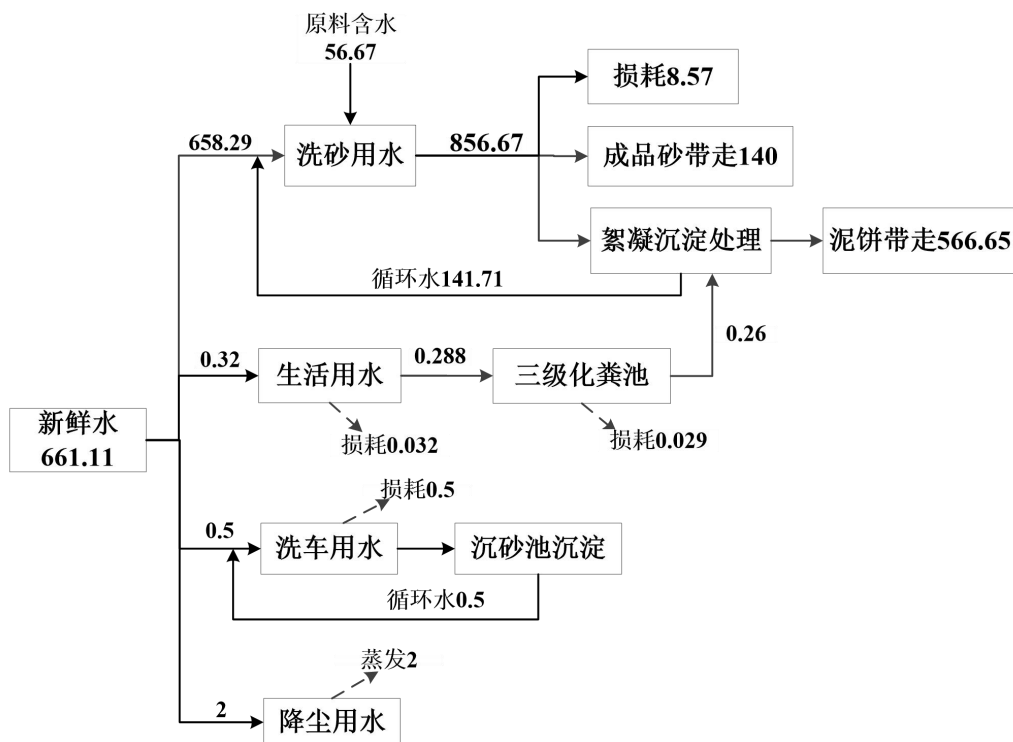 原料含水
56.67
损耗8.57
658.29
洗砂用水
856.67
成品砂带走140
絮凝沉淀处理
泥饼带走566.65
循环水141.71
0.26
0.32
生活用水
0.288
三级化粪池
新鲜水
661.11
损耗0.032
损耗0.029
损耗0.5
0.5
洗车用水
沉砂池沉淀
循环水0.5
蒸发2
2
降尘用水